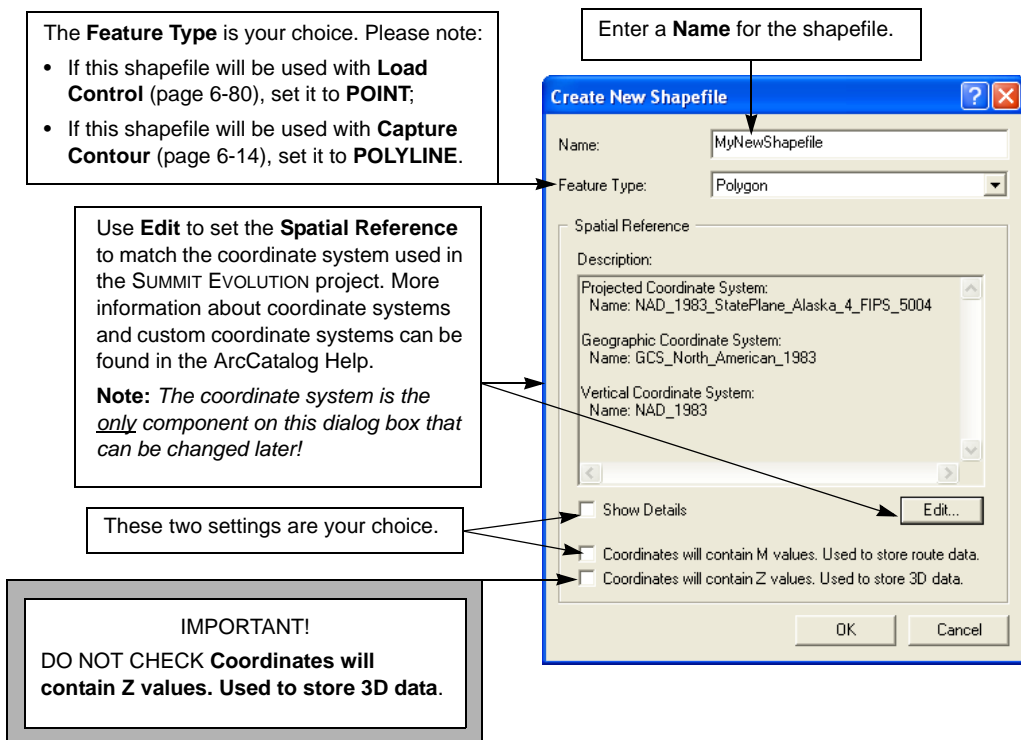 The Feature Type is your choice. Please note:
• If this shapefile will be used with Load
Control (page 6-80), set it to POINT;
• If this shapefile will be used with Capture
Contour (page 6-14), set it to POLYLINE.
Enter a Name for the shapefile.
Use Edit to set the Spatial Reference
to match the coordinate system used in
the SUMMIT EVOLUTION project. More
information about coordinate systems
and custom coordinate systems can be
found in the ArcCatalog Help.
Note: The coordinate system is the
only component on this dialog box that
can be changed later!
These two settings are your choice.
IMPORTANT!
DO NOT CHECK Coordinates will
contain Z values. Used to store 3D data.
Create New Shapefile
Name: MyNewShapefile
Feature Type: Polygon
Spatial Reference
Description:
Projected Coordinate System:
Name: NAD_1983_StatePlane_Alaska_4_FIPS_5004
Geographic Coordinate System:
Name: GCS_North_American_1983
Vertical Coordinate System:
Name: NAD_1983
Show Details
Edit...
Coordinates will contain M values. Used to store route data.
Coordinates will contain Z values. Used to store 3D data.
OK Cancel